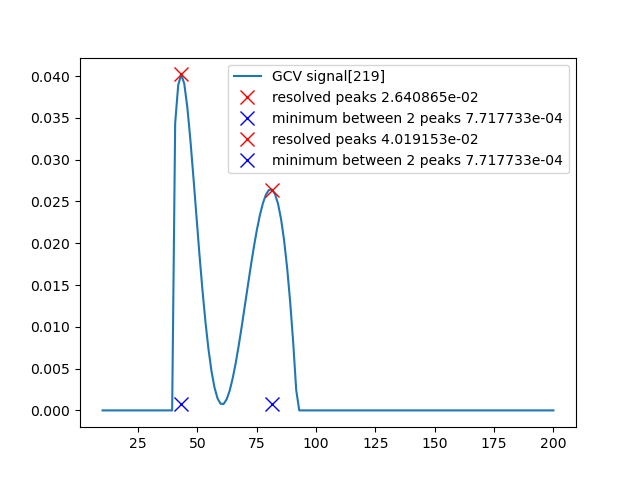 GCV signal[219]
resolved peaks 2.640865e-02
minimum between 2 peaks 7.717733e-04
resolved peaks 4.019153e-02
minimum between 2 peaks 7.717733e-04
0.040
0.035
0.030
0.025
0.020
0.015
0.010
0.005
0.000
25 50 75 100 125 150 175 200